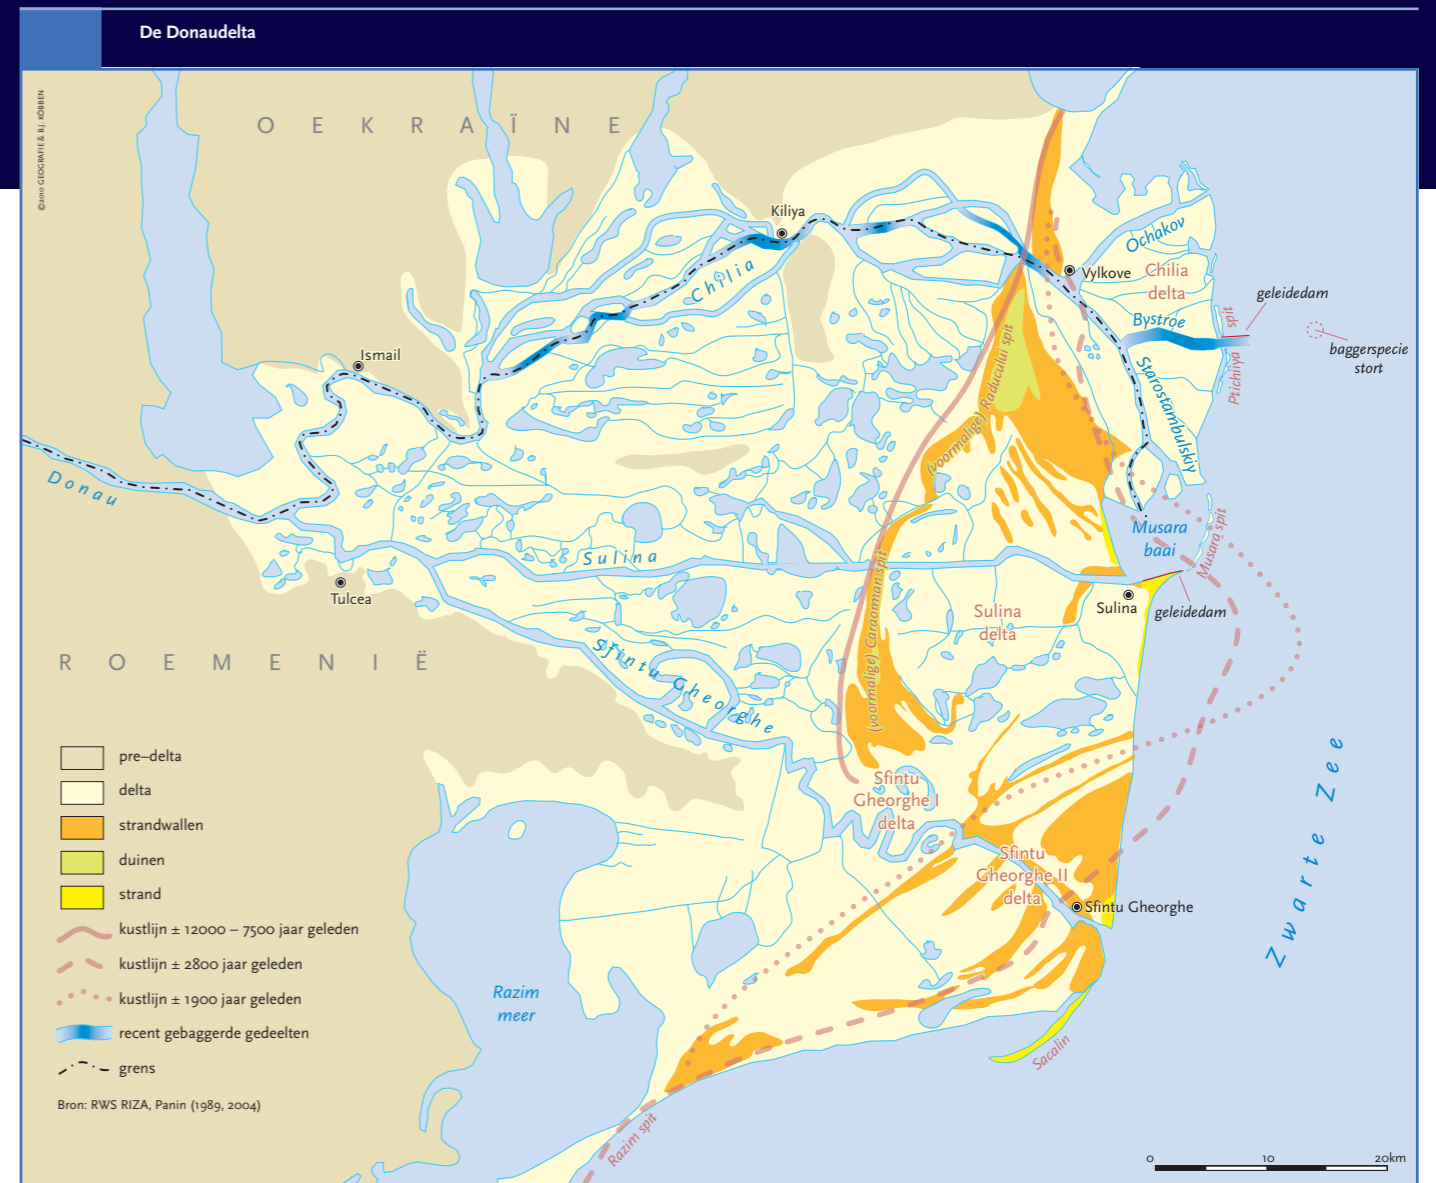 De Donaudelta
©2010 GEOGRAFIE & B.J. KÖBBEN
OEKRAÏNE
Kiliya
Ochakov
Vylkove
Chilia
delta
geleidedam
Chilia
Bystroe
Ptichiiya spit
baggerspecie
stort
Ismail
Starostambulskiy
(voormalige) Raducului spit
Donau
Musara
baai
Musara spit
Sulina
Tulcea
(voormalige) Caraorman spit
Sulina
delta
Sulina
geleidedam
ROEMENIË
Sfintu Gheorghe
Sfintu
Gheorghe I
delta
Sfintu
Gheorghe II
delta
Sfintu Gheorghe
Zwarte Zee
Razim
meer
Sacalin
Razim spit
pre–delta
delta
strandwallen
duinen
strand
kustlijn ± 12000 – 7500 jaar geleden
kustlijn ± 2800 jaar geleden
kustlijn ± 1900 jaar geleden
recent gebaggerde gedeelten
grens
Bron: RWS RIZA, Panin (1989, 2004)
0 10 20km